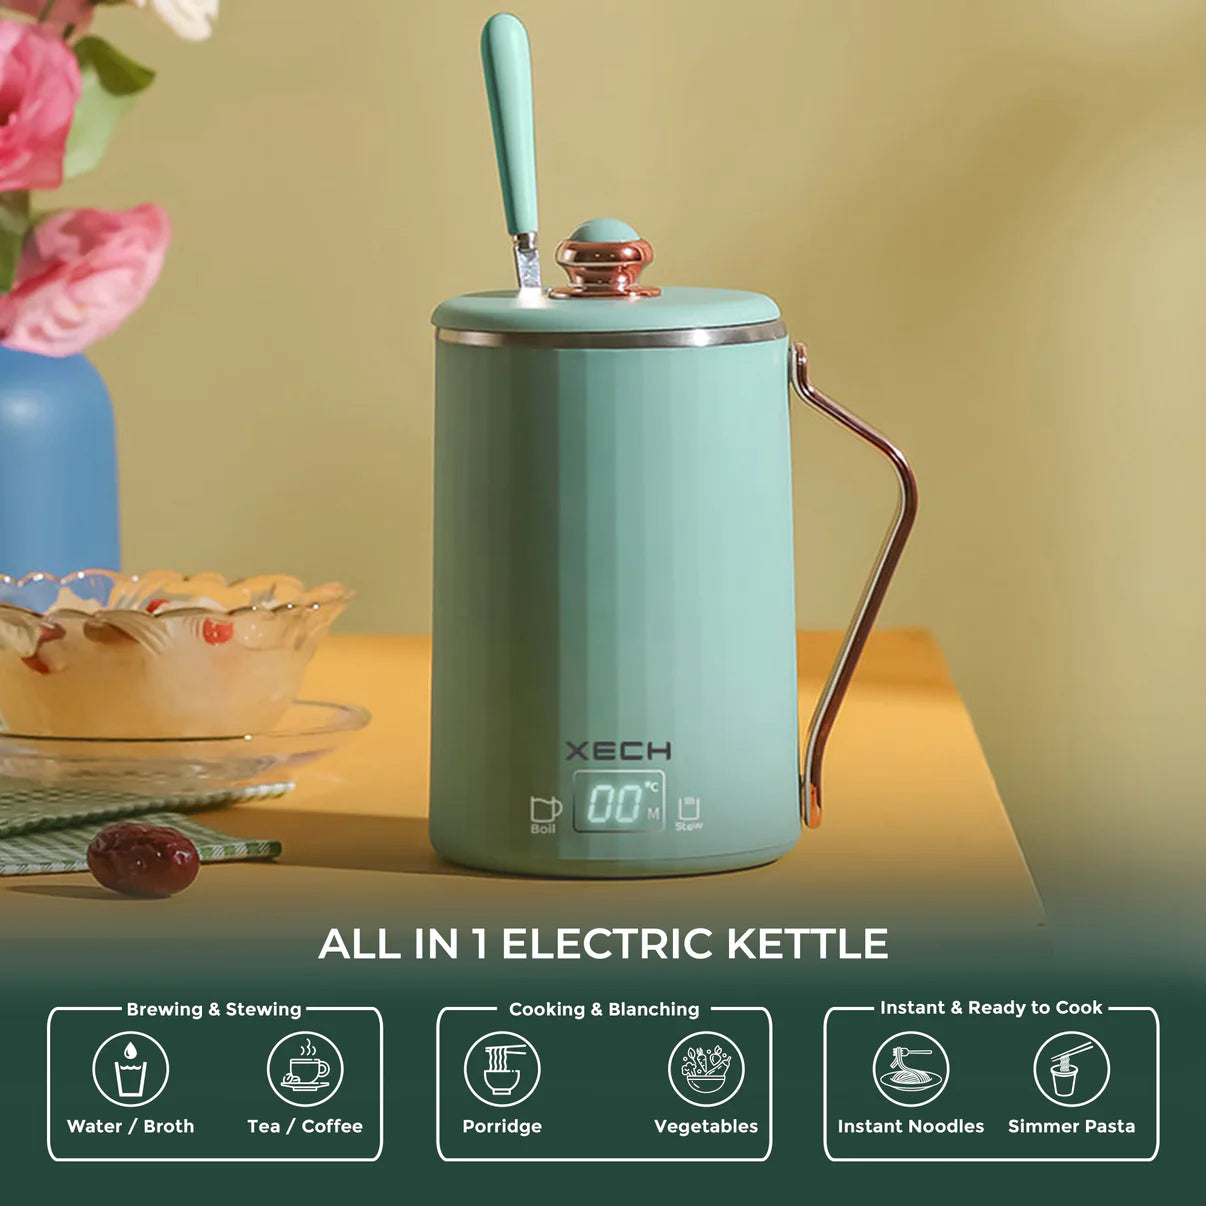 XECH
00 °C
M
Boil
Stew
ALL IN 1 ELECTRIC KETTLE
Brewing & Stewing
Water / Broth
Tea / Coffee
Cooking & Blanching
Porridge
Vegetables
Instant & Ready to Cook
Instant Noodles
Simmer Pasta